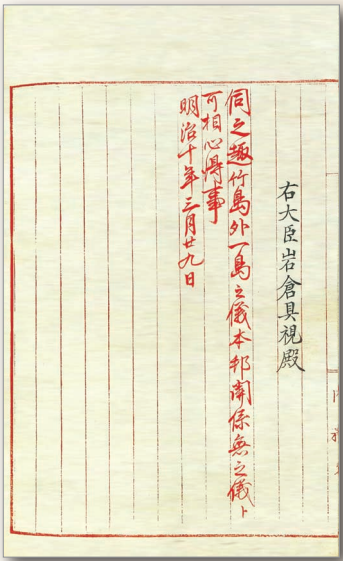 右大臣岩倉具視殿
伺之趣竹島外一島之儀本邦関係無之儀ト
可相心得事
明治十年三月廿九日